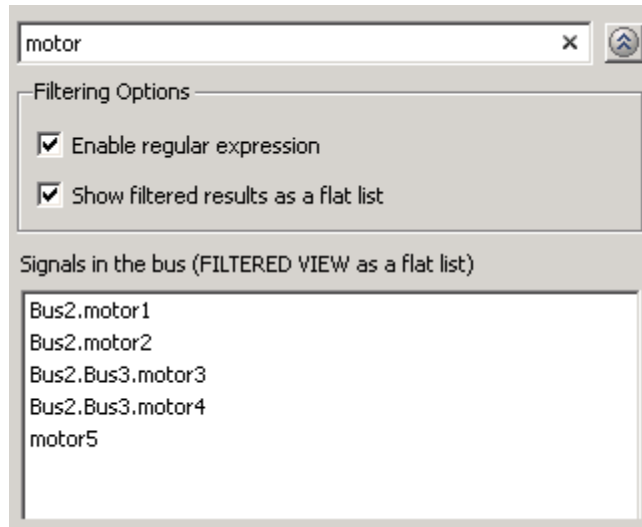 motor
Filtering Options
Enable regular expression
Show filtered results as a flat list
Signals in the bus (FILTERED VIEW as a flat list)
Bus2.motor1
Bus2.motor2
Bus2.Bus3.motor3
Bus2.Bus3.motor4
motor5